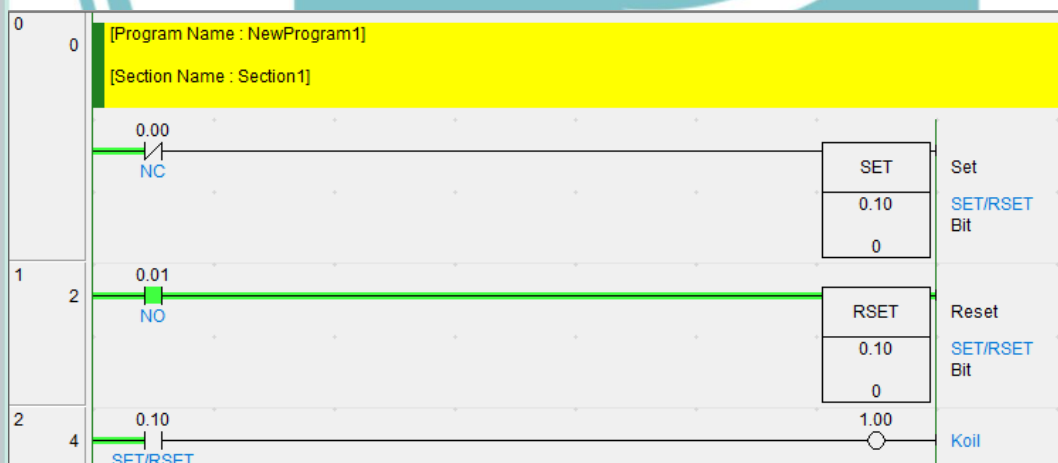 0
0
[Program Name : NewProgram1]
[Section Name : Section1]
0.00
NC
SET
Set
0.10
SET/RSET
Bit
0
1
2
0.01
NO
RSET
Reset
0.10
SET/RSET
Bit
0
2
4
0.10
SET/RSET
1.00
Koil